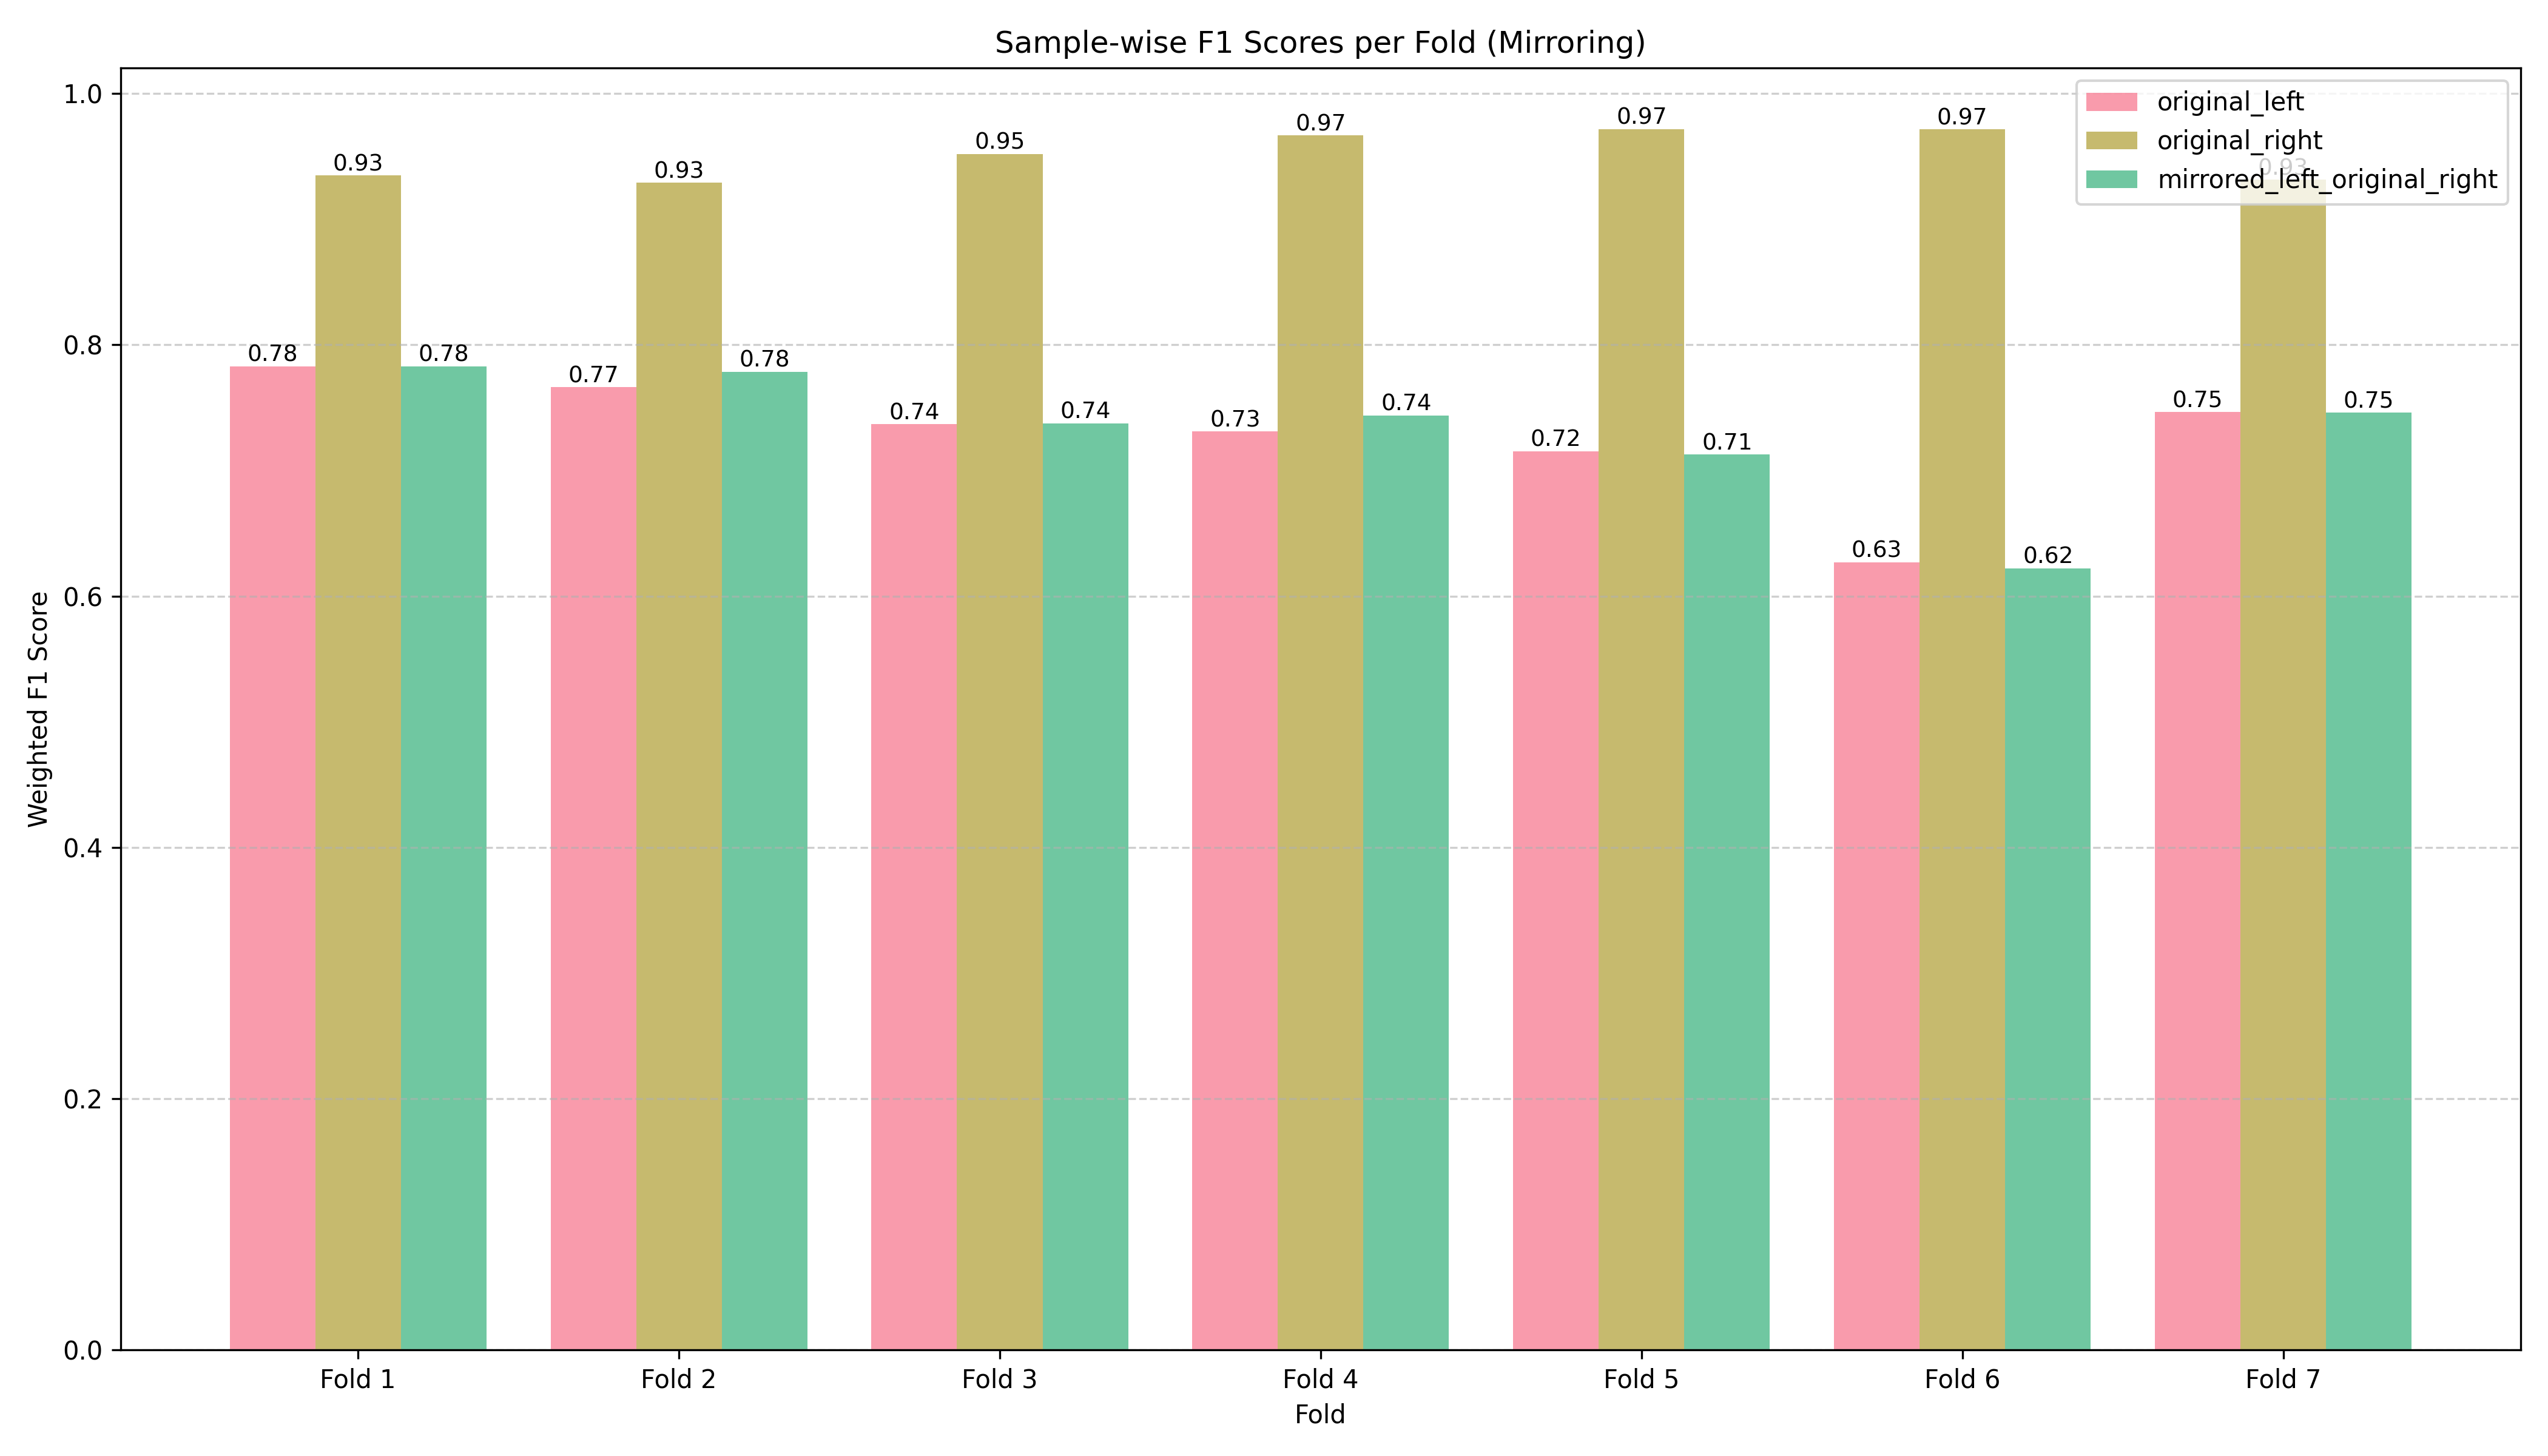 Sample-wise F1 Scores per Fold (Mirroring)
original_left
original_right
mirrored_left_original_right
Weighted F1 Score
1.0
0.8
0.6
0.4
0.2
0.0
0.78 0.93 0.78
0.77 0.93 0.78
0.74 0.95 0.74
0.73 0.97 0.74
0.72 0.97 0.71
0.63 0.97 0.62
0.75 0.93 0.75
Fold 1 Fold 2 Fold 3 Fold 4 Fold 5 Fold 6 Fold 7
Fold